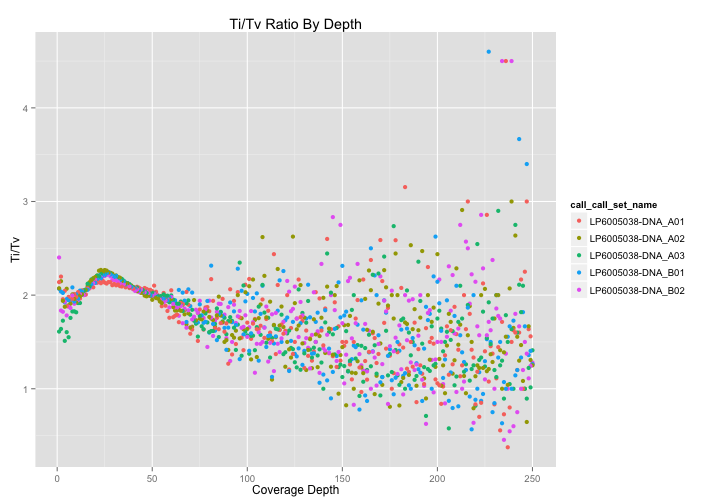 Ti/Tv Ratio By Depth
Ti/Tv
4
3
2
1
0
50
100
150
200
250
Coverage Depth
call_call_set_name
LP6005038-DNA_A01
LP6005038-DNA_A02
LP6005038-DNA_A03
LP6005038-DNA_B01
LP6005038-DNA_B02